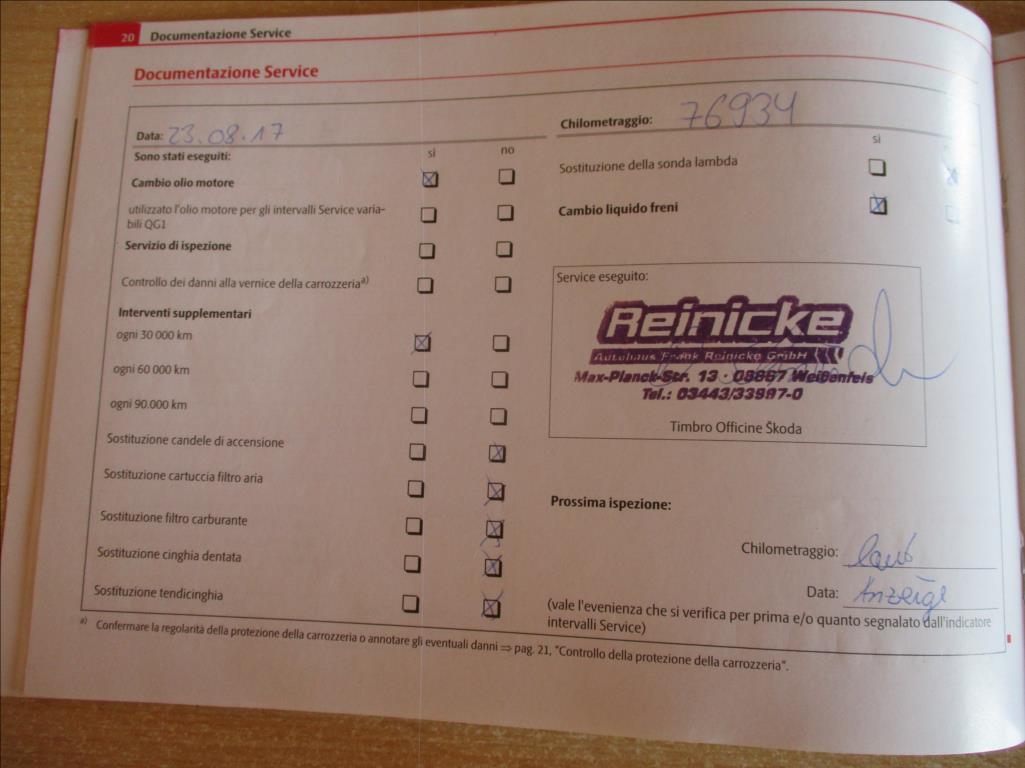 20 Documentazione Service
Documentazione Service
Data: 23.08.17
Chilometraggio: 76934
Sono stati eseguiti:
sì no
sì
Cambio olio motore
Sostituzione della sonda lambda
utilizzato l'olio motore per gli intervalli Service varia-
bili QG1
Cambio liquido freni
Servizio di ispezione
Controllo dei danni alla vernice della carrozzeria a)
Interventi supplementari
ogni 30 000 km
ogni 60 000 km
ogni 90.000 km
Sostituzione candele di accensione
Sostituzione cartuccia filtro aria
Sostituzione filtro carburante
Sostituzione cinghia dentata
Sostituzione tendicinghia
Service eseguito:
Reinicke
Autohaus Frank Reinicke GmbH
Max-Planck-Str. 13 · 06667 Weißenfels
Tel.: 03443/33997-0
Timbro Officine Škoda
Prossima ispezione:
Chilometraggio: laut
Data: Anzeige
(vale l'evenienza che si verifica per prima e/o quanto segnalato dall'indicatore
intervalli Service)
a) Confermare la regolarità della protezione della carrozzeria o annotare gli eventuali danni ⇒ pag. 21, "Controllo della protezione della carrozzeria".